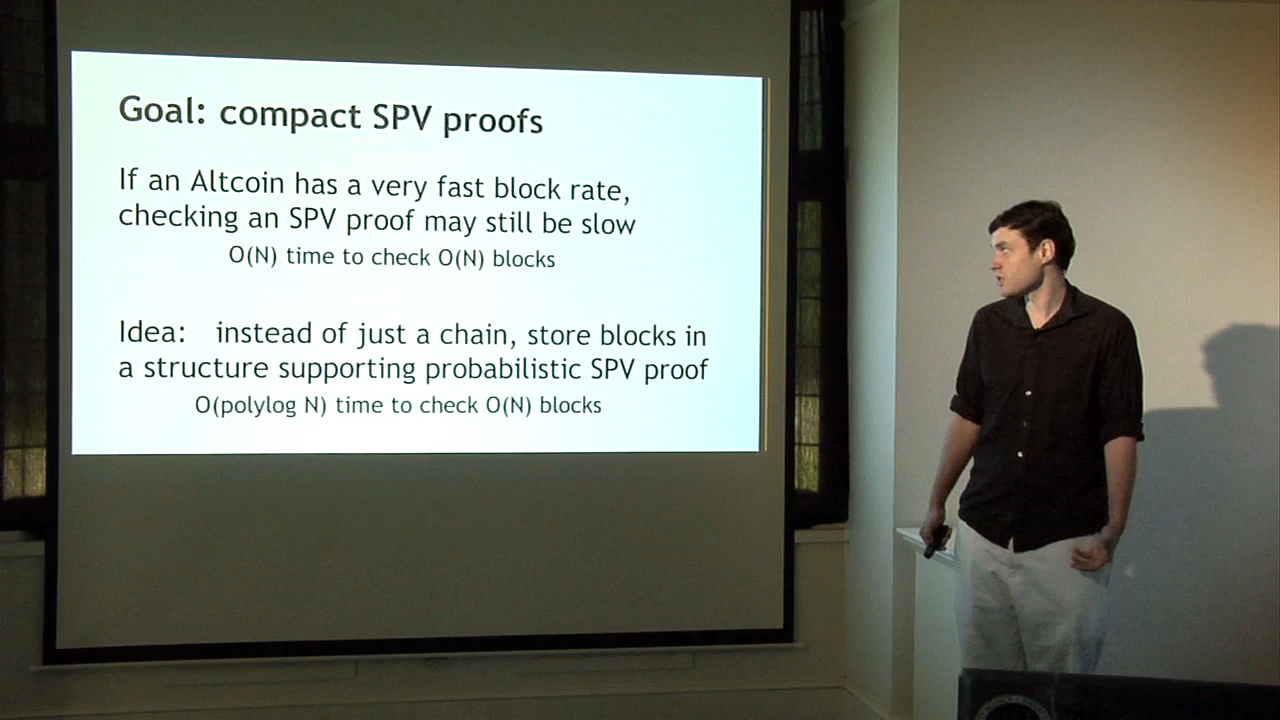 Goal: compact SPV proofs
If an Altcoin has a very fast block rate,
checking an SPV proof may still be slow
O(N) time to check O(N) blocks
Idea: instead of just a chain, store blocks in
a structure supporting probabilistic SPV proof
O(polylog N) time to check O(N) blocks